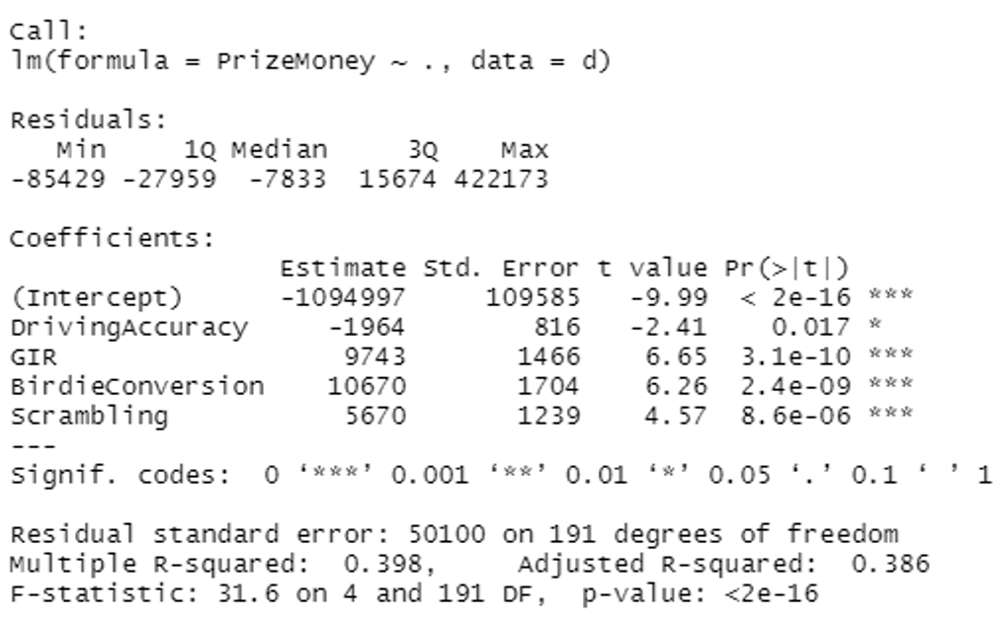 Call:
lm(formula = PrizeMoney ~ ., data = d)
Residuals:
Min 1Q Median 3Q Max
-85429 -27959 -7833 15674 422173
Coefficients:
Estimate Std. Error t value Pr(>|t|)
(Intercept) -1094997 109585 -9.99 < 2e-16 ***
DrivingAccuracy -1964 816 -2.41 0.017 *
GIR 9743 1466 6.65 3.1e-10 ***
BirdieConversion 10670 1704 6.26 2.4e-09 ***
Scrambling 5670 1239 4.57 8.6e-06 ***
---
Signif. codes: 0 ‘***’ 0.001 ‘**’ 0.01 ‘*’ 0.05 ‘.’ 0.1 ‘ ’ 1
Residual standard error: 50100 on 191 degrees of freedom
Multiple R-squared: 0.398, Adjusted R-squared: 0.386
F-statistic: 31.6 on 4 and 191 DF, p-value: <2e-16